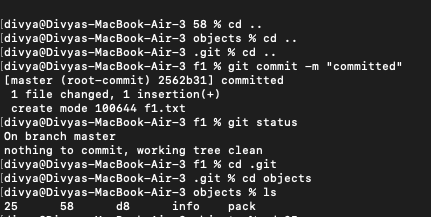 [divya@Divyas-MacBook-Air-3 58 % cd ..
[divya@Divyas-MacBook-Air-3 objects % cd ..
[divya@Divyas-MacBook-Air-3 .git % cd ..
[divya@Divyas-MacBook-Air-3 f1 % git commit -m "committed"
[master (root-commit) 2562b31] committed
1 file changed, 1 insertion(+)
create mode 100644 f1.txt
[divya@Divyas-MacBook-Air-3 f1 % git status
On branch master
nothing to commit, working tree clean
[divya@Divyas-MacBook-Air-3 f1 % cd .git
[divya@Divyas-MacBook-Air-3 .git % cd objects
[divya@Divyas-MacBook-Air-3 objects % ls
25 58 d8 info pack